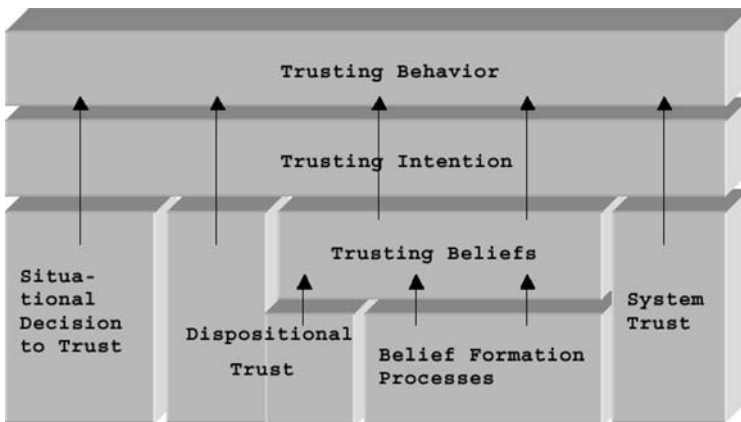 Trusting Behavior
Trusting Intention
Trusting Beliefs
Situa-
tional
Decision
to Trust
Dispositional
Trust
Belief Formation
Processes
System
Trust